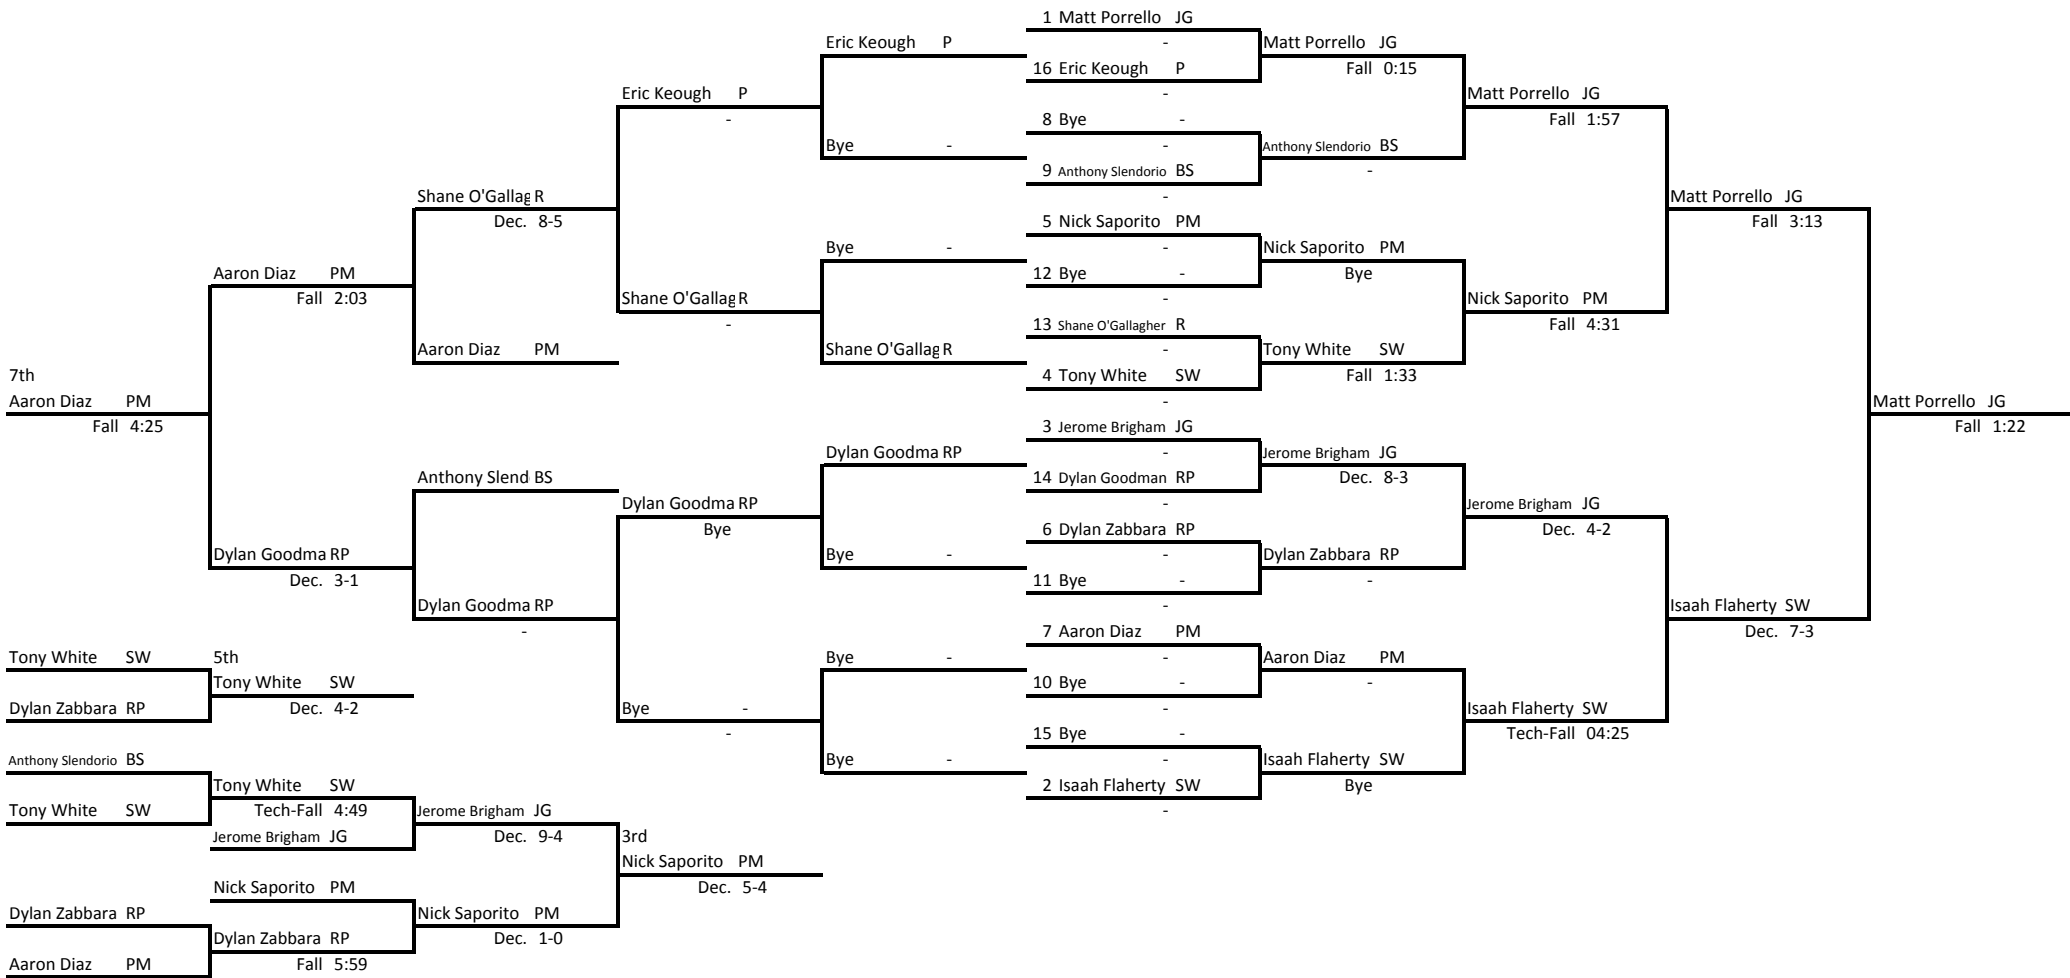 1 Matt Porrello JG
Eric Keough P - Matt Porrello JG
16 Eric Keough P Fall 0:15
Eric Keough P - Matt Porrello JG
- 8 Bye - Fall 1:57
Bye - - Anthony Slendorio BS
9 Anthony Slendorio BS -
Shane O'Gallag R - Matt Porrello JG
Dec. 8-5 5 Nick Saporito PM Fall 3:13
Bye - - Nick Saporito PM
Aaron Diaz PM 12 Bye - Bye
Fall 2:03 Shane O'Gallag R - Nick Saporito PM
- 13 Shane O'Gallagher R Fall 4:31
Aaron Diaz PM Shane O'Gallag R - Tony White SW
7th 4 Tony White SW Fall 1:33
Aaron Diaz PM - Matt Porrello JG
Fall 4:25 3 Jerome Brigham JG Fall 1:22
Dylan Goodma RP - Jerome Brigham JG
Anthony Slend BS 14 Dylan Goodman RP Dec. 8-3
Dylan Goodma RP - Jerome Brigham JG
Bye 6 Dylan Zabbara RP Dec. 4-2
Dylan Goodma RP Bye - - Dylan Zabbara RP
Dec. 3-1 11 Bye - -
Dylan Goodma RP - Isaah Flaherty SW
- 7 Aaron Diaz PM Dec. 7-3
Tony White SW 5th Bye - - Aaron Diaz PM
Tony White SW 10 Bye - -
Dylan Zabbara RP Dec. 4-2 Bye - - Isaah Flaherty SW
- 15 Bye - Tech-Fall 04:25
Anthony Slendorio BS Bye - - Isaah Flaherty SW
Tony White SW 2 Isaah Flaherty SW Bye
Tony White SW Tech-Fall 4:49 Jerome Brigham JG -
Jerome Brigham JG Dec. 9-4 3rd
Nick Saporito PM
Nick Saporito PM Dec. 5-4
Dylan Zabbara RP Nick Saporito PM
Dylan Zabbara RP Dec. 1-0
Aaron Diaz PM Fall 5:59